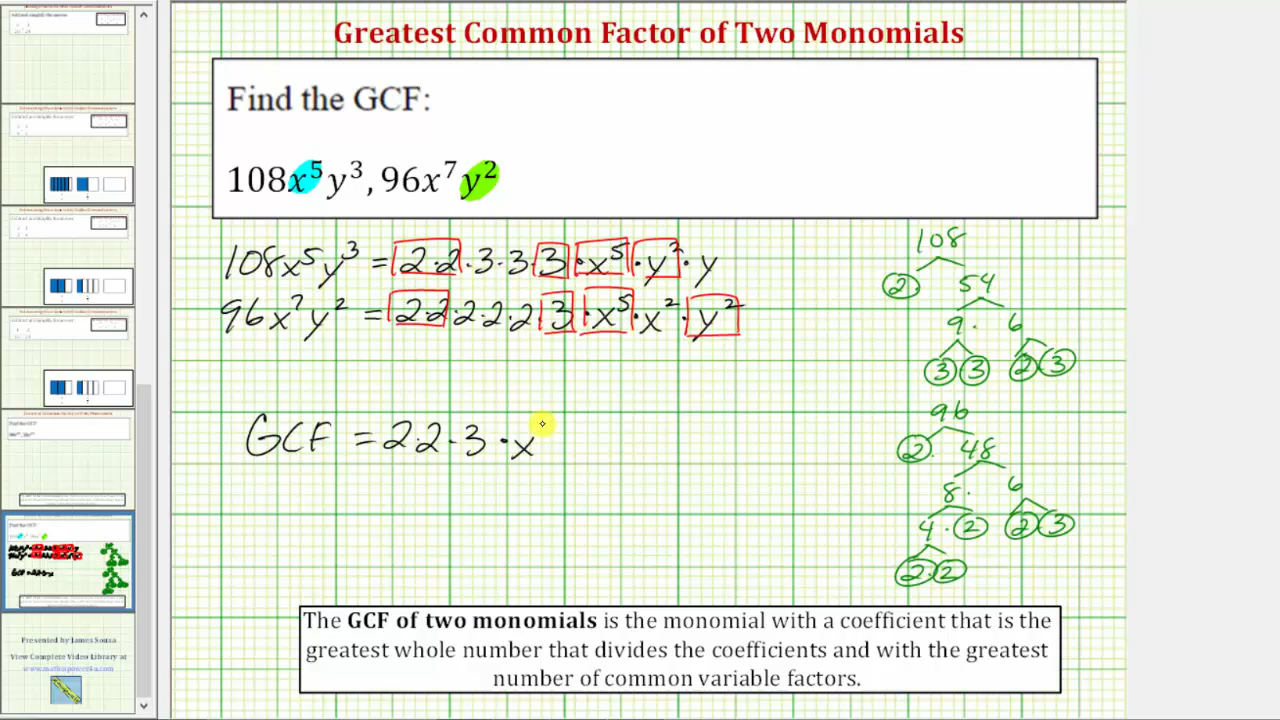 Greatest Common Factor of Two Monomials
Find the GCF:
108x⁵y³, 96x⁷y²
108x⁵y³ = 2·2·3·3·3·x⁵·y²·y
96x⁷y² = 2·2·2·2·2·3·x⁵·x²·y²
GCF = 2·2·3·x
108
2 54
9 · 6
3 3 2·3
96
2 · 48
8 · 6
4 · 2 2·3
2·2
The GCF of two monomials is the monomial with a coefficient that is the
greatest whole number that divides the coefficients and with the greatest
number of common variable factors.
Presented by James Sousa
View Complete Video Library at
www.mathispower4u.com